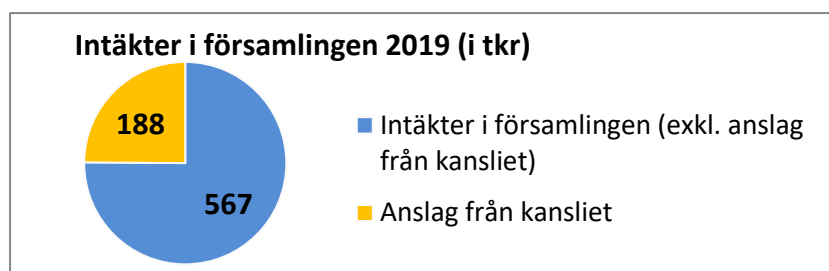 Intäkter i församlingen 2019 (i tkr)
188
567
Intäkter i församlingen (exkl. anslag
från kansliet)
Anslag från kansliet